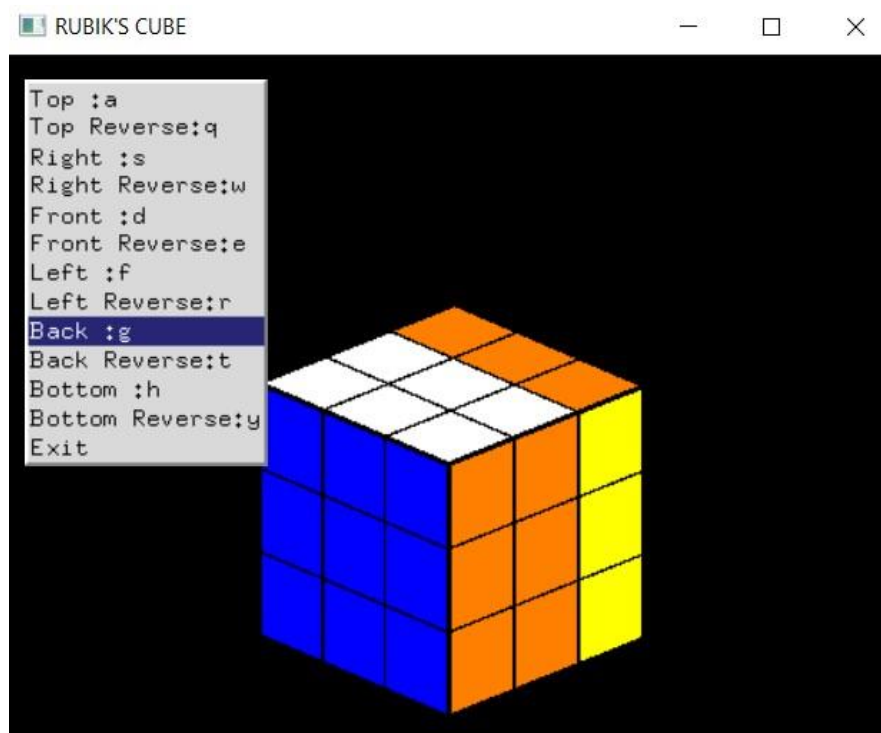 RUBIK'S CUBE
Top :a
Top Reverse:q
Right :s
Right Reverse:w
Front :d
Front Reverse:e
Left :f
Left Reverse:r
Back :g
Back Reverse:t
Bottom :h
Bottom Reverse:y
Exit